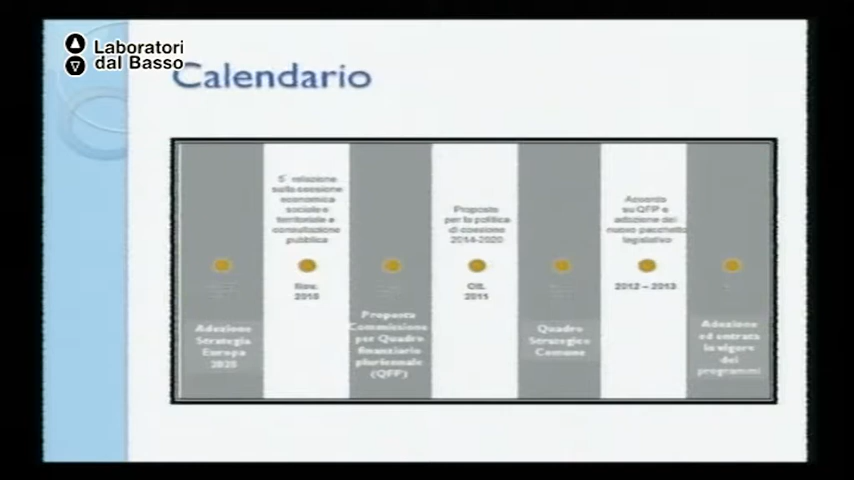 Laboratori
dal Basso
Calendario
5° relazione
sulla coesione
economica
sociale e
territoriale e
consultazione
pubblica
Nov.
2010
Adozione
Strategia
Europa
2020
Proposta
Commissione
per Quadro
finanziario
pluriennale
(QFP)
Proposte
per la politica
di coesione
2014-2020
Ott.
2011
Quadro
Strategico
Comune
Accordo
su QFP e
adozione del
nuovo pacchetto
legislativo
2012 – 2013
Adozione
ed entrata
in vigore
dei
programmi